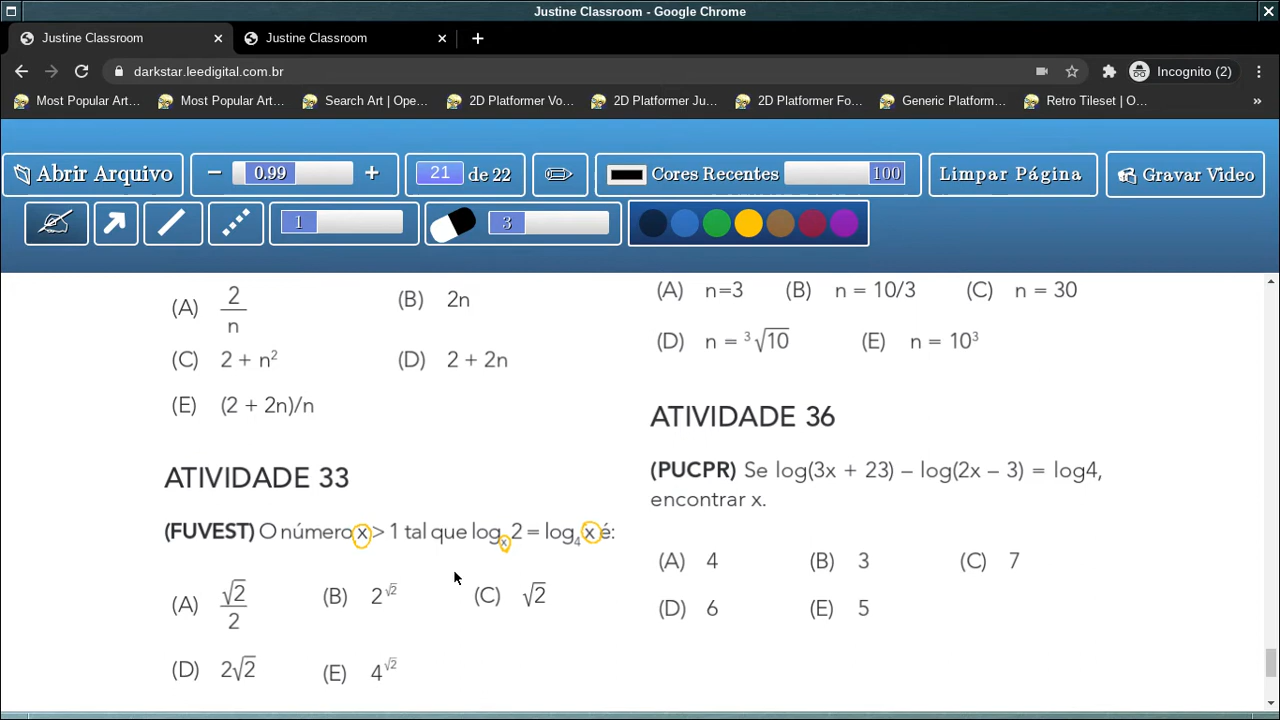 Justine Classroom - Google Chrome
Justine Classroom
Justine Classroom
darkstar.leedigital.com.br
Incognito (2)
Most Popular Art…
Most Popular Art…
Search Art | Ope…
2D Platformer Vo…
2D Platformer Ju…
2D Platformer Fo…
Generic Platform…
Retro Tileset | O…
»
Abrir Arquivo
− 0.99 +
21 de 22
Cores Recentes 100
Limpar Página
Gravar Video
1
3
(A) 2/n
(B) 2n
(C) 2 + n²
(D) 2 + 2n
(E) (2 + 2n)/n
ATIVIDADE 33
(FUVEST) O número x > 1 tal que logₓ2 = log₄x é:
(A) √2/2
(B) 2^√2
(C) √2
(D) 2√2
(E) 4^√2
(A) n=3 (B) n = 10/3 (C) n = 30
(D) n = ³√10 (E) n = 10³
ATIVIDADE 36
(PUCPR) Se log(3x + 23) – log(2x – 3) = log4,
encontrar x.
(A) 4 (B) 3 (C) 7
(D) 6 (E) 5